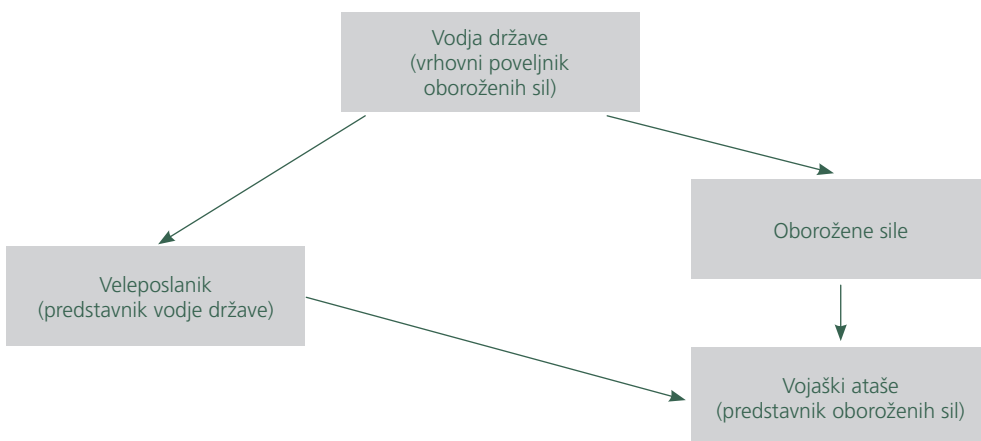 Vodja države
(vrhovni poveljnik
oboroženih sil)
Oborožene sile
Veleposlanik
(predstavnik vodje države)
Vojaški ataše
(predstavnik oboroženih sil)